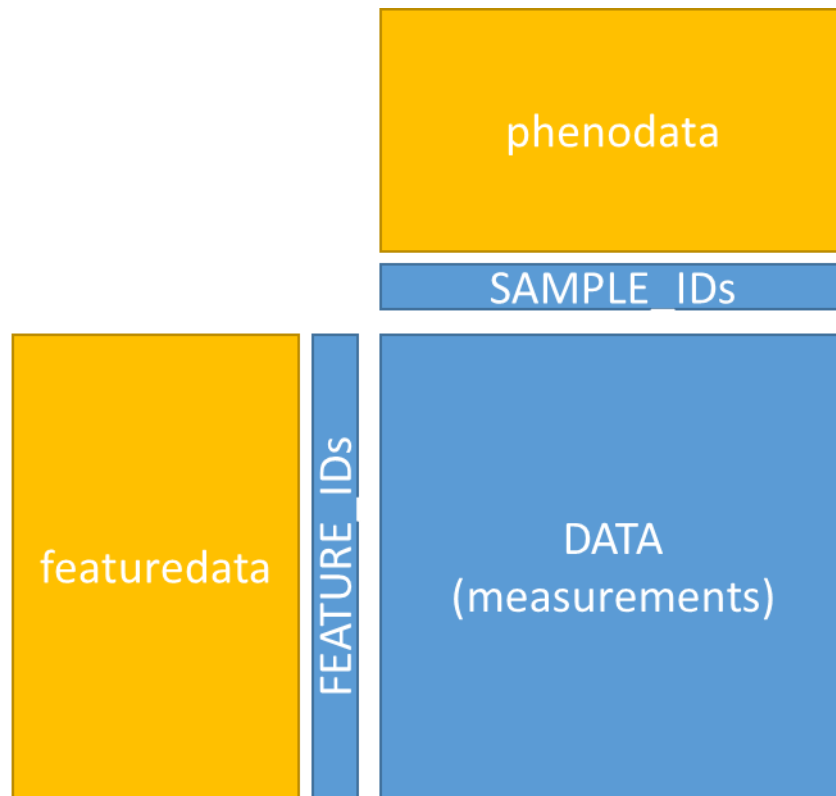 phenodata
SAMPLE_IDs
featuredata
FEATURE_IDs
DATA
(measurements)